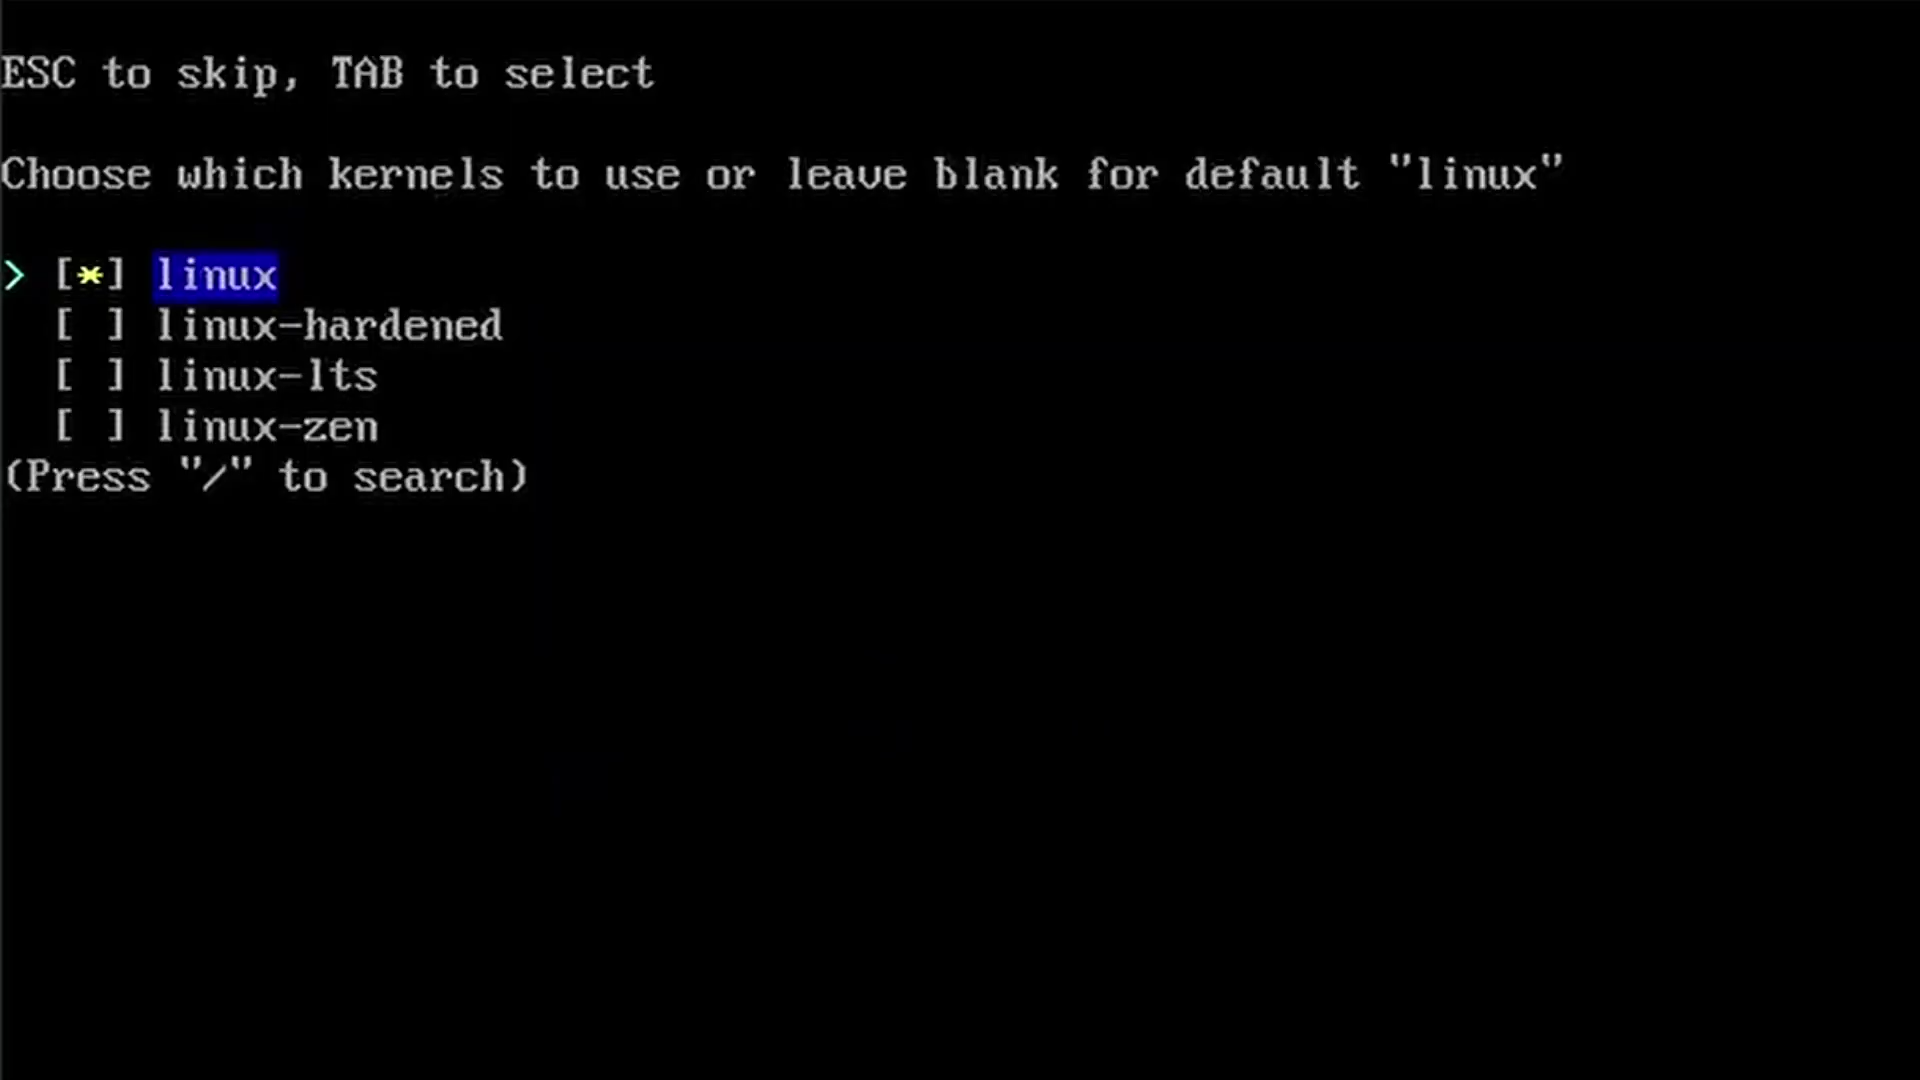 ESC to skip, TAB to select
Choose which kernels to use or leave blank for default "linux"
> [*] linux
[ ] linux-hardened
[ ] linux-lts
[ ] linux-zen
(Press "/" to search)